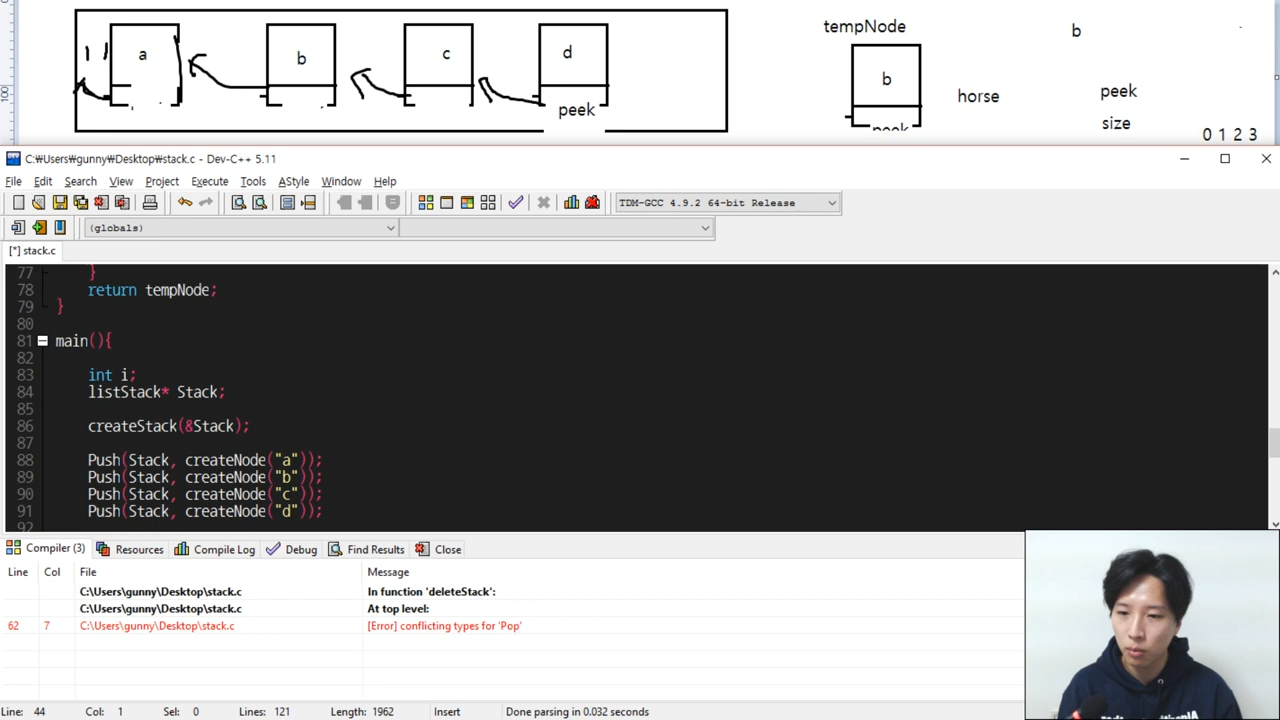 a
b
c
d
peek
tempNode
b
horse
b
peek
size
0 1 2 3
100
C:₩Users₩gunny₩Desktop₩stack.c - Dev-C++ 5.11
File Edit Search View Project Execute Tools AStyle Window Help
TDM-GCC 4.9.2 64-bit Release
(globals)
[*] stack.c
77 }
78 return tempNode;
79 }
80
81 main(){
82
83 int i;
84 listStack* Stack;
85
86 createStack(&Stack);
87
88 Push(Stack, createNode("a"));
89 Push(Stack, createNode("b"));
90 Push(Stack, createNode("c"));
91 Push(Stack, createNode("d"));
92
Compiler (3) Resources Compile Log Debug Find Results Close
Line Col File Message
C:\Users\gunny\Desktop\stack.c In function 'deleteStack':
C:\Users\gunny\Desktop\stack.c At top level:
62 7 C:\Users\gunny\Desktop\stack.c [Error] conflicting types for 'Pop'
Line: 44 Col: 1 Sel: 0 Lines: 121 Length: 1962 Insert Done parsing in 0.032 seconds